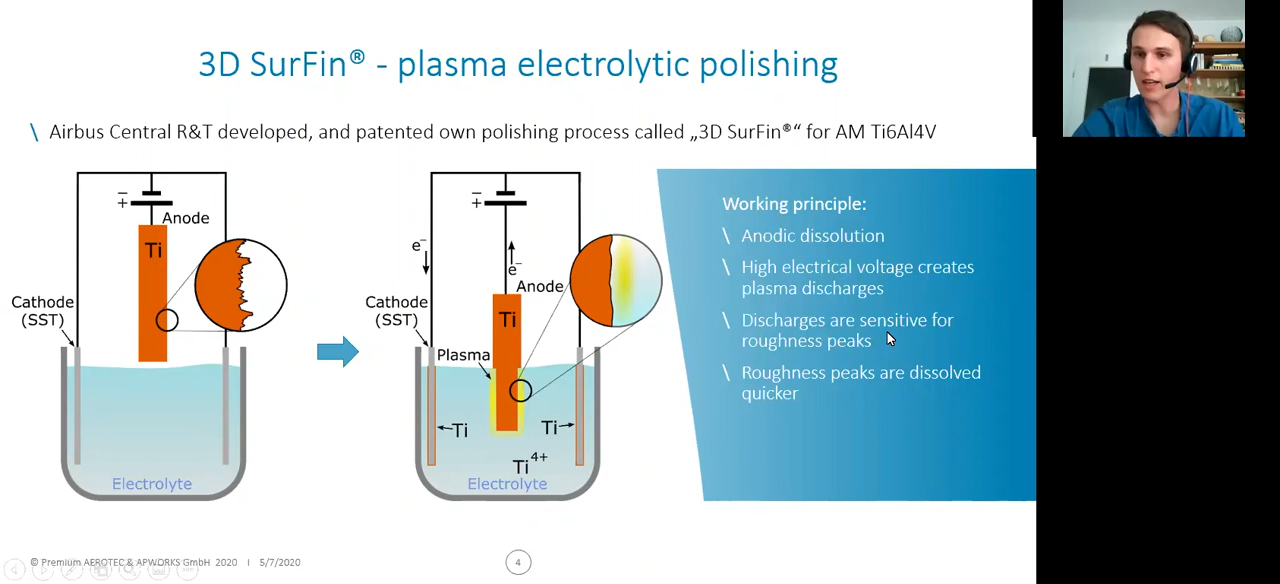 3D SurFin® - plasma electrolytic polishing
\ Airbus Central R&T developed, and patented own polishing process called „3D SurFin®“ for AM Ti6Al4V
−
+
Anode
Ti
Cathode
(SST)
Electrolyte
−
+
e−
e−
Anode
Cathode
(SST)
Ti
Plasma
Ti
Ti
Ti4+
Electrolyte
Working principle:
\ Anodic dissolution
\ High electrical voltage creates
plasma discharges
\ Discharges are sensitive for
roughness peaks
\ Roughness peaks are dissolved
quicker
© Premium AEROTEC & APWORKS GmbH 2020 I 5/7/2020
4